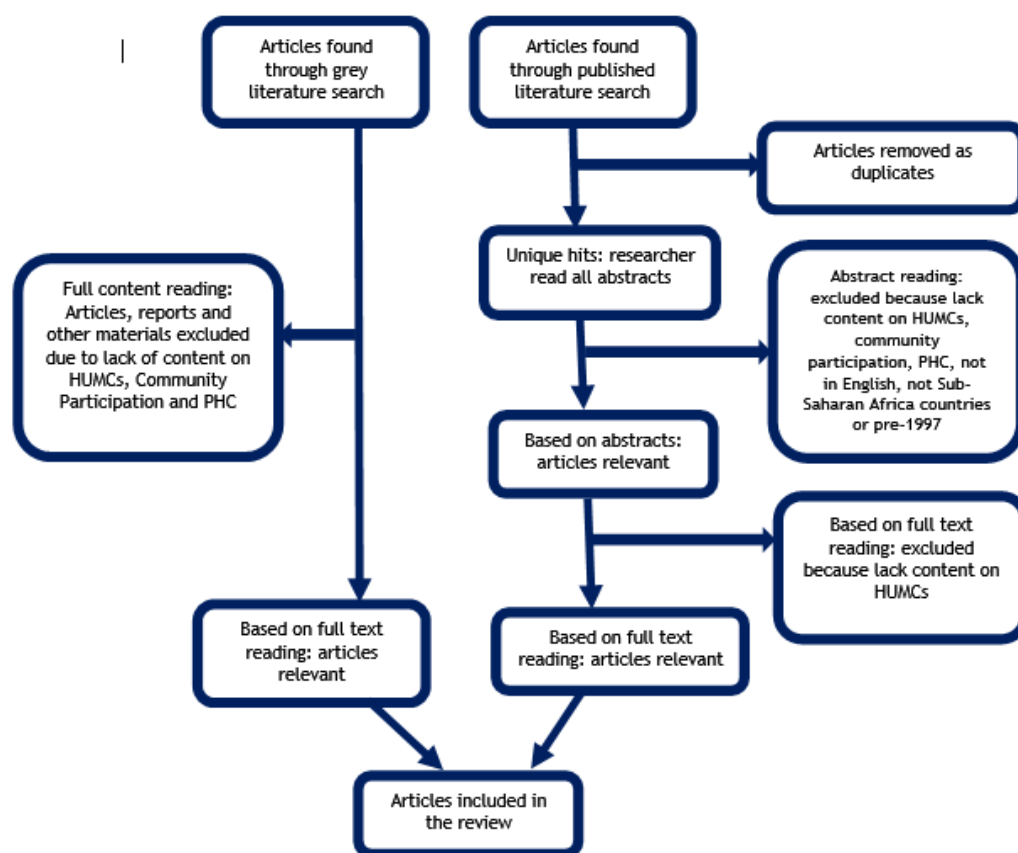 Articles found
through grey
literature search
Articles found
through published
literature search
Articles removed as
duplicates
Unique hits: researcher
read all abstracts
Full content reading:
Articles, reports and
other materials excluded
due to lack of content on
HUMCs, Community
Participation and PHC
Abstract reading:
excluded because lack
content on HUMCs,
community
participation, PHC, not
in English, not Sub-
Saharan Africa countries
or pre-1997
Based on abstracts:
articles relevant
Based on full text
reading: excluded
because lack content on
HUMCs
Based on full text
reading: articles
relevant
Based on full text
reading: articles relevant
Articles included in
the review